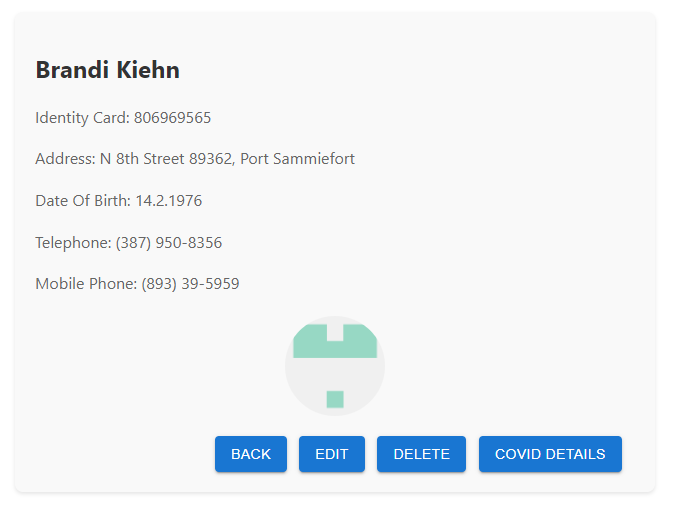 Brandi Kiehn
Identity Card: 806969565
Address: N 8th Street 89362, Port Sammiefort
Date Of Birth: 14.2.1976
Telephone: (387) 950-8356
Mobile Phone: (893) 39-5959
BACK EDIT DELETE COVID DETAILS